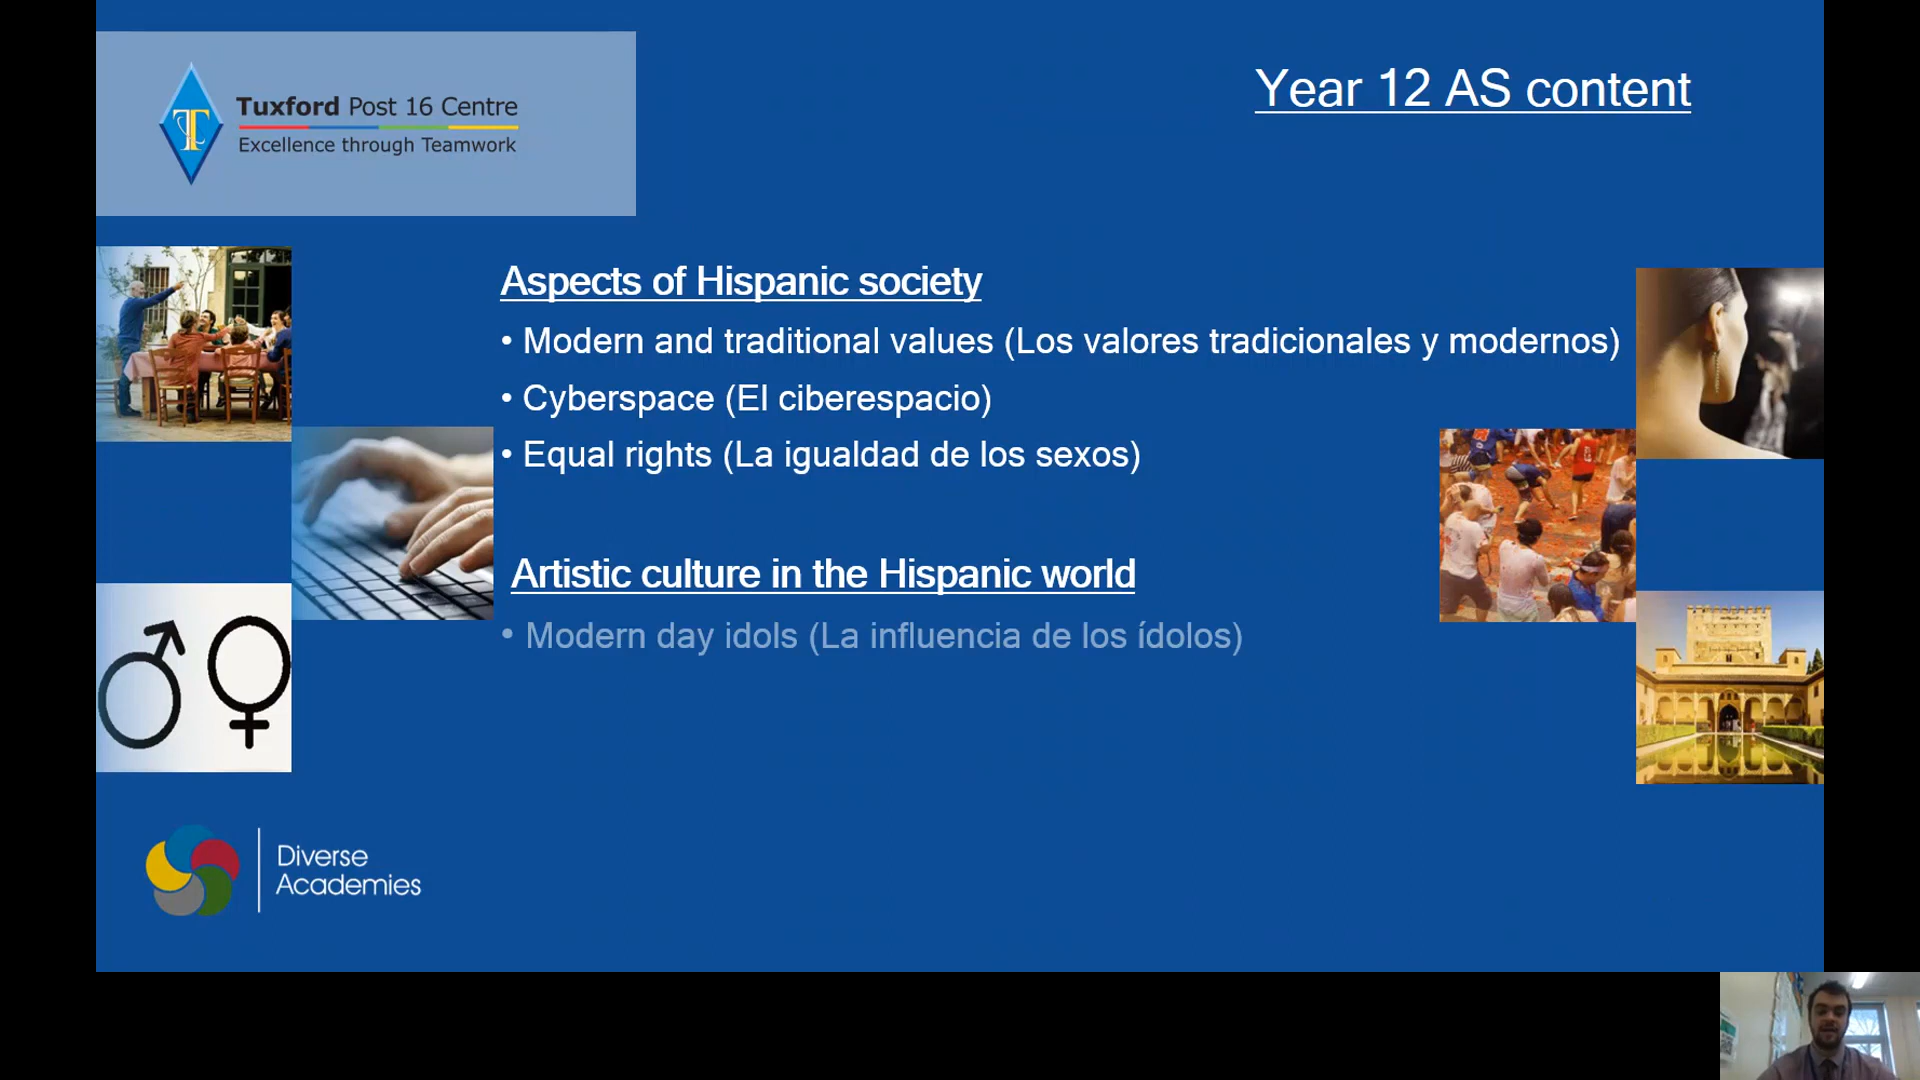 Tuxford Post 16 Centre
Excellence through Teamwork
Year 12 AS content
Aspects of Hispanic society
• Modern and traditional values (Los valores tradicionales y modernos)
• Cyberspace (El ciberespacio)
• Equal rights (La igualdad de los sexos)
Artistic culture in the Hispanic world
• Modern day idols (La influencia de los ídolos)
Diverse
Academies